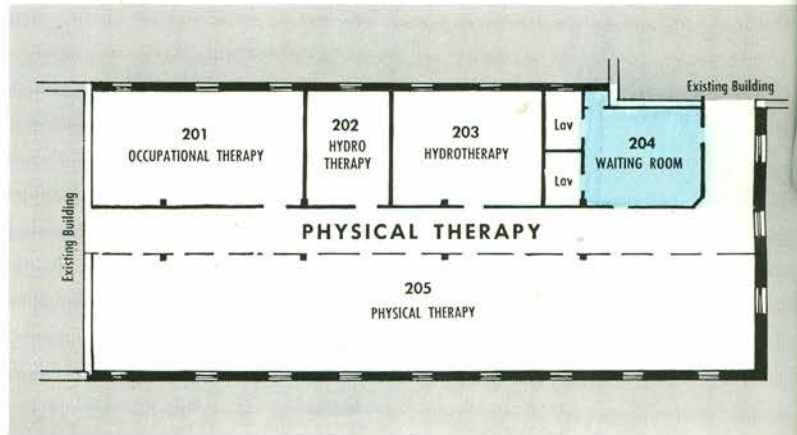 Existing Building
201
OCCUPATIONAL THERAPY
202
HYDRO
THERAPY
203
HYDROTHERAPY
Lav
Lav
204
WAITING ROOM
Existing Building
PHYSICAL THERAPY
205
PHYSICAL THERAPY